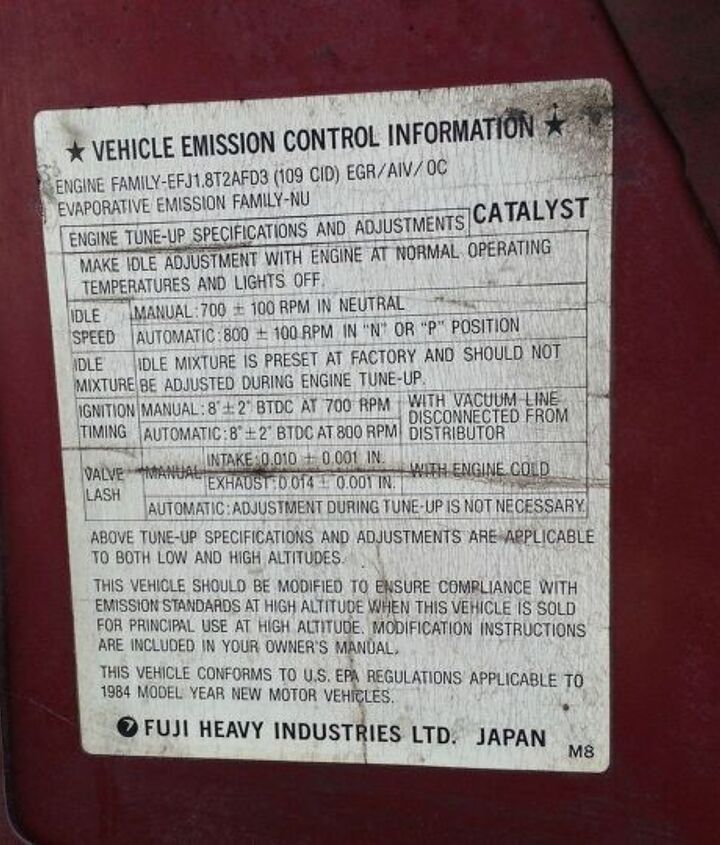 ★ VEHICLE EMISSION CONTROL INFORMATION ★
ENGINE FAMILY-EFJ1.8T2AFD3 (109 CID) EGR/AIV/OC
EVAPORATIVE EMISSION FAMILY-NU
CATALYST
ENGINE TUNE-UP SPECIFICATIONS AND ADJUSTMENTS
MAKE IDLE ADJUSTMENT WITH ENGINE AT NORMAL OPERATING
TEMPERATURES AND LIGHTS OFF.
IDLE SPEED
MANUAL:700 ± 100 RPM IN NEUTRAL
AUTOMATIC:800 ± 100 RPM IN "N" OR "P" POSITION
IDLE MIXTURE
IDLE MIXTURE IS PRESET AT FACTORY AND SHOULD NOT
BE ADJUSTED DURING ENGINE TUNE-UP.
IGNITION TIMING
MANUAL:8°±2° BTDC AT 700 RPM
AUTOMATIC:8°±2° BTDC AT 800 RPM
WITH VACUUM LINE
DISCONNECTED FROM
DISTRIBUTOR
VALVE LASH
MANUAL
INTAKE:0.010 ± 0.001 IN.
EXHAUST:0.014 ± 0.001 IN.
WITH ENGINE COLD
AUTOMATIC:ADJUSTMENT DURING TUNE-UP IS NOT NECESSARY.
ABOVE TUNE-UP SPECIFICATIONS AND ADJUSTMENTS ARE APPLICABLE
TO BOTH LOW AND HIGH ALTITUDES.
THIS VEHICLE SHOULD BE MODIFIED TO ENSURE COMPLIANCE WITH
EMISSION STANDARDS AT HIGH ALTITUDE WHEN THIS VEHICLE IS SOLD
FOR PRINCIPAL USE AT HIGH ALTITUDE. MODIFICATION INSTRUCTIONS
ARE INCLUDED IN YOUR OWNER'S MANUAL.
THIS VEHICLE CONFORMS TO U.S. EPA REGULATIONS APPLICABLE TO
1984 MODEL YEAR NEW MOTOR VEHICLES.
FUJI HEAVY INDUSTRIES LTD. JAPAN
M8